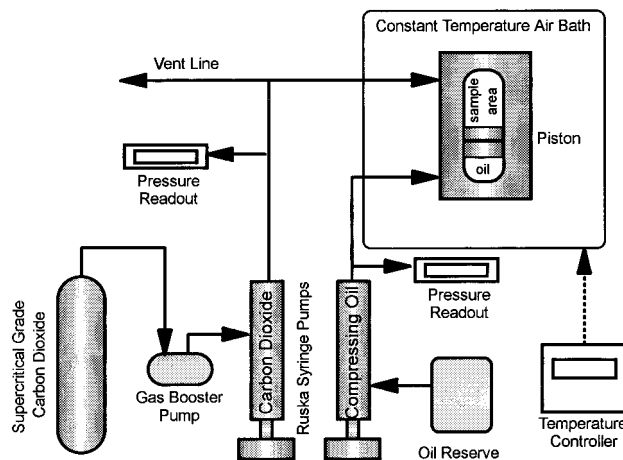 Constant Temperature Air Bath
Vent Line
sample
area
Piston
oil
Pressure
Readout
Pressure
Readout
Supercritical Grade
Carbon Dioxide
Gas Booster
Pump
Carbon Dioxide
Ruska Syringe Pumps
Compressing Oil
Oil Reserve
Temperature
Controller